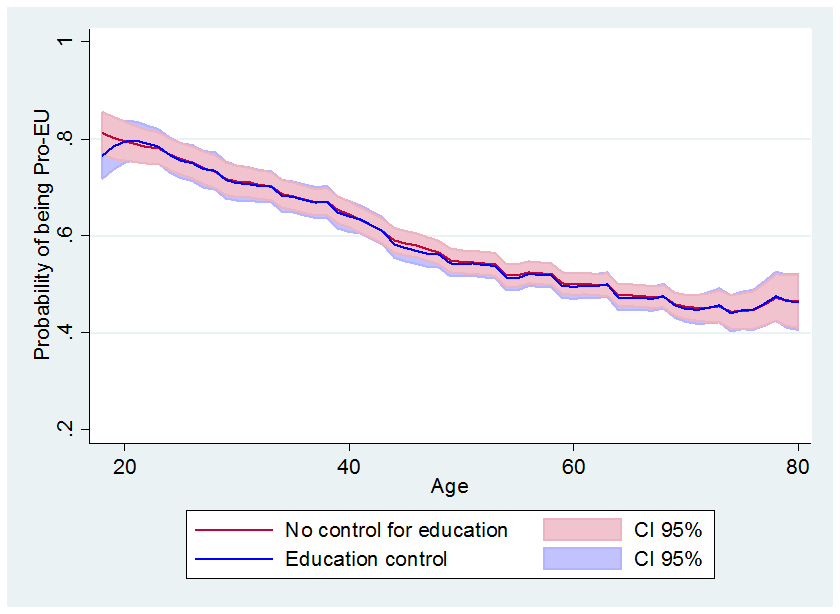 1
.8
.6
.4
.2
Probability of being Pro-EU
20 40 60 80
Age
No control for education CI 95%
Education control CI 95%